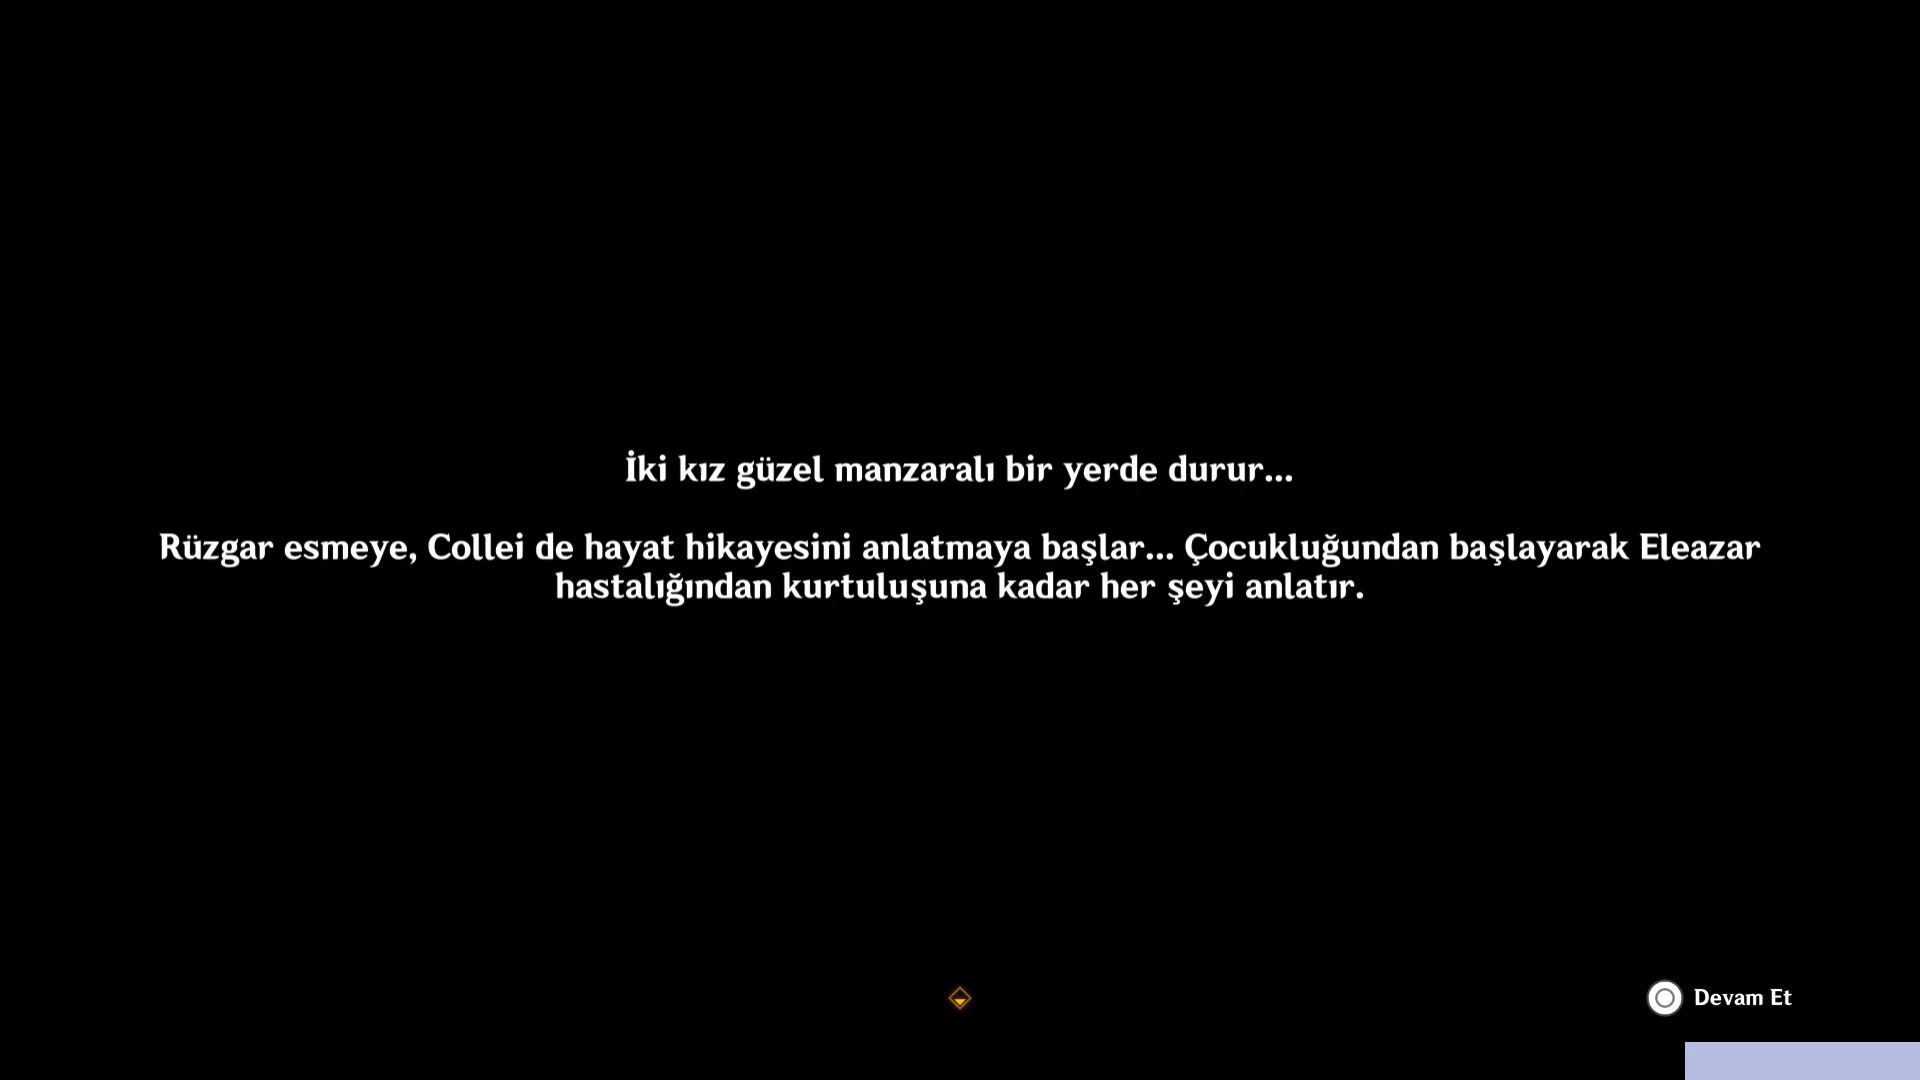 İki kız güzel manzaralı bir yerde durur...
Rüzgar esmeye, Collei de hayat hikayesini anlatmaya başlar... Çocukluğundan başlayarak Eleazar
hastalığından kurtuluşuna kadar her şeyi anlatır.
Devam Et